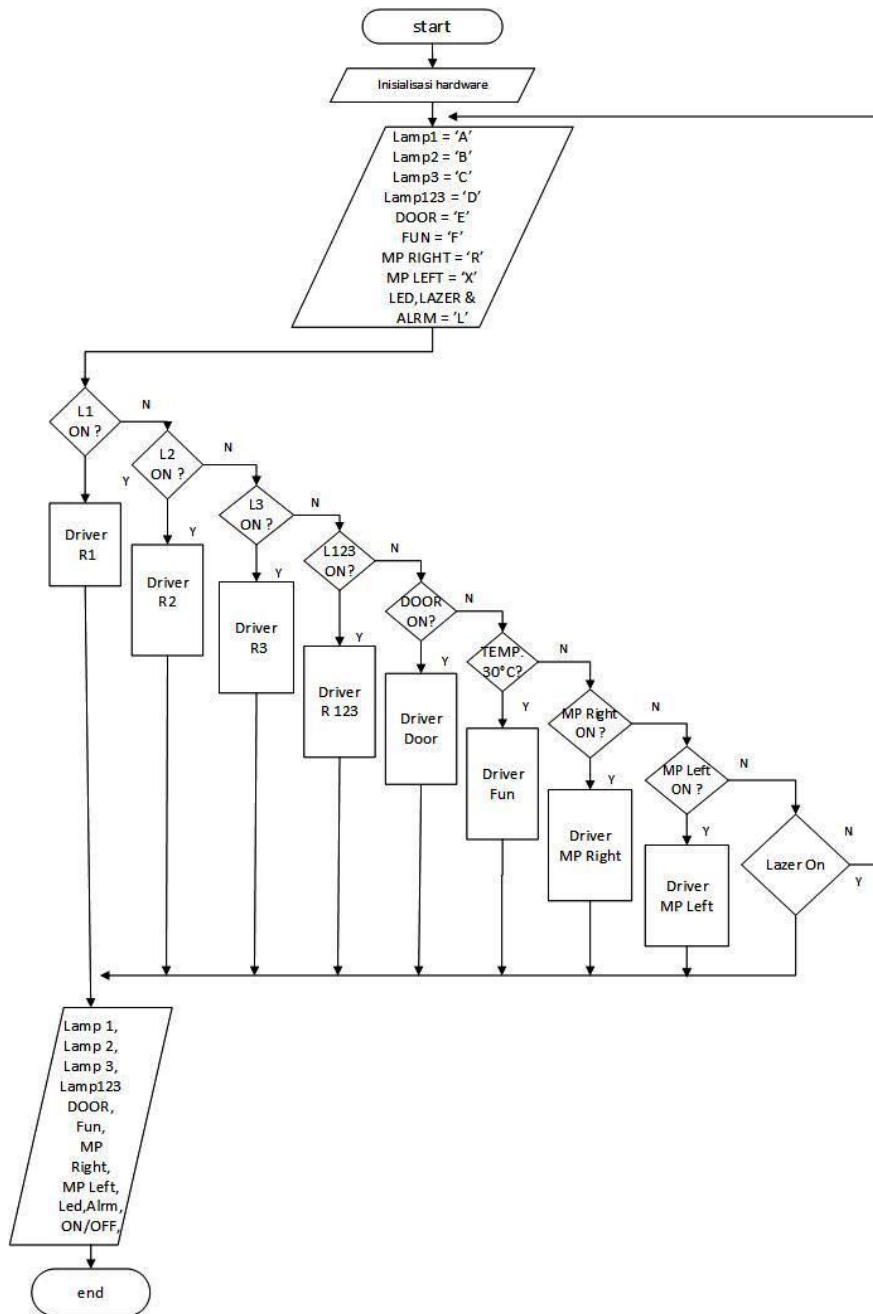 start
Inisialisasi hardware
Lamp1 = ‘A’
Lamp2 = ‘B’
Lamp3 = ‘C’
Lamp123 = ‘D’
DOOR = ‘E’
FUN = ‘F’
MP RIGHT = ‘R’
MP LEFT = ‘X’
LED,LAZER &
ALRM = ‘L’
L1
ON ?
N
Y
Driver
R1
L2
ON ?
N
Y
Driver
R2
L3
ON ?
N
Y
Driver
R3
L123
ON?
N
Y
Driver
R 123
DOOR
ON?
N
Y
Driver
Door
TEMP.
30°C?
N
Y
Driver
Fun
MP Right
ON ?
N
Y
Driver
MP Right
MP Left
ON ?
N
Y
Driver
MP Left
Lazer On
N
Y
Lamp 1,
Lamp 2,
Lamp 3,
Lamp123
DOOR,
Fun,
MP
Right,
MP Left,
Led,Alrm,
ON/OFF,
end